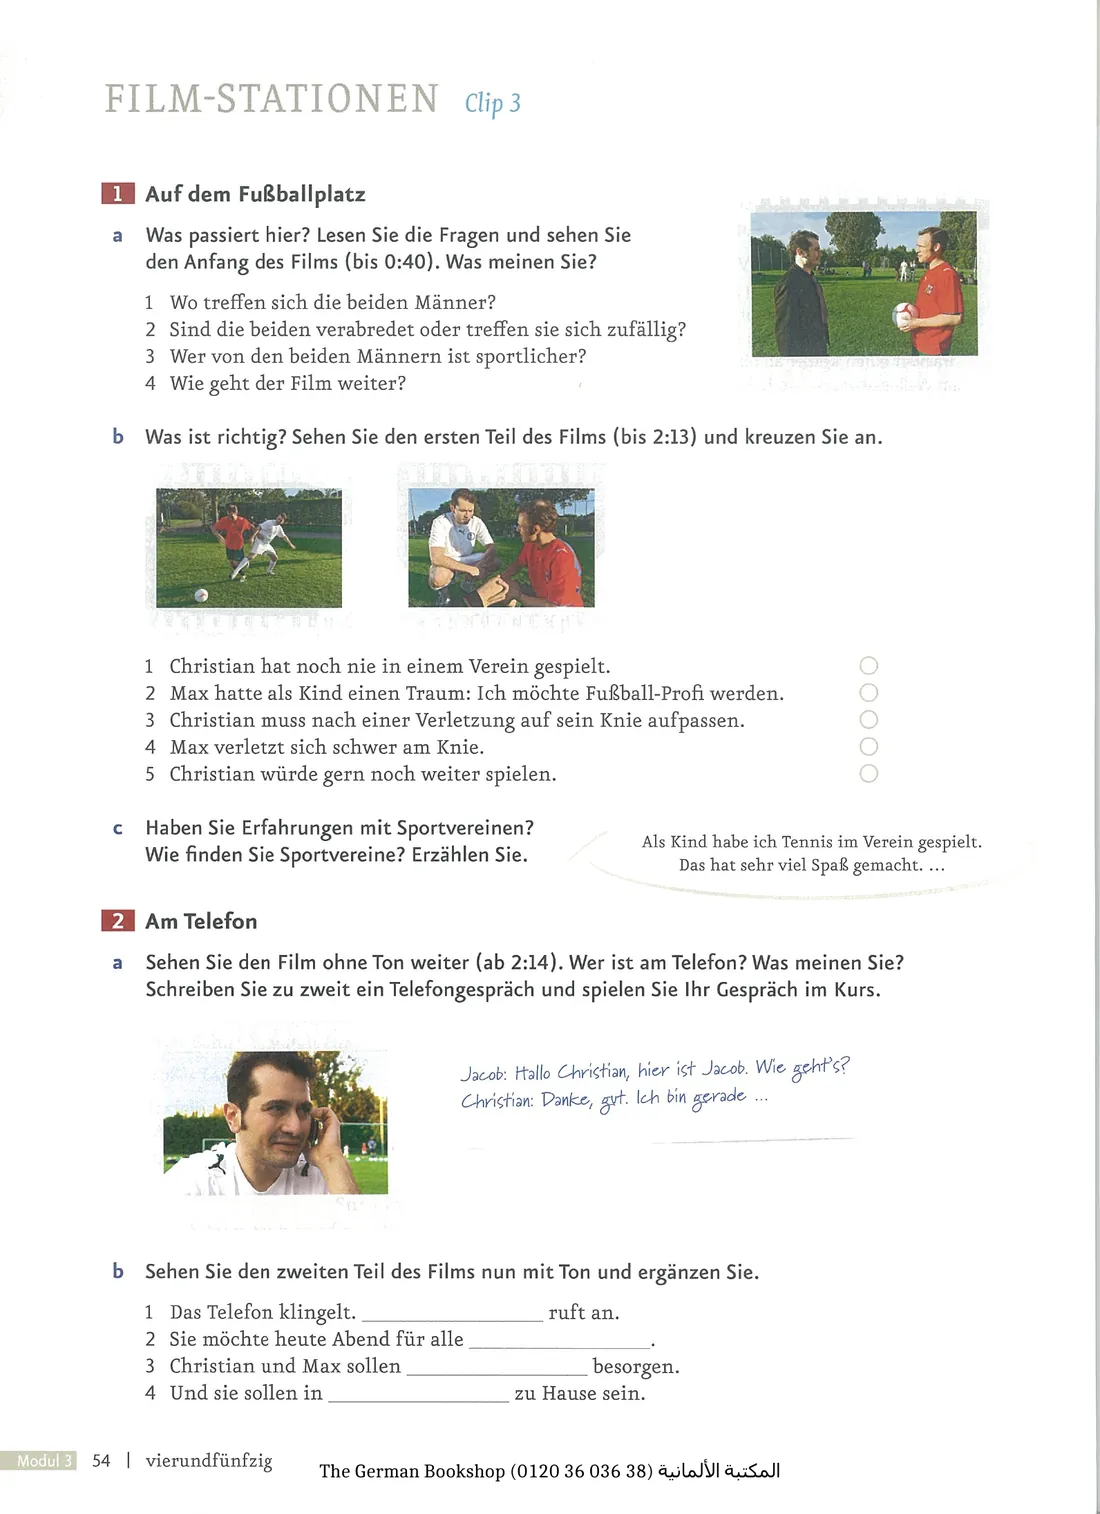 FILM-STATIONEN Clip 3
1 Auf dem Fußballplatz
a Was passiert hier? Lesen Sie die Fragen und sehen Sie
den Anfang des Films (bis 0:40). Was meinen Sie?
1 Wo treffen sich die beiden Männer?
2 Sind die beiden verabredet oder treffen sie sich zufällig?
3 Wer von den beiden Männern ist sportlicher?
4 Wie geht der Film weiter?
b Was ist richtig? Sehen Sie den ersten Teil des Films (bis 2:13) und kreuzen Sie an.
1 Christian hat noch nie in einem Verein gespielt.
2 Max hatte als Kind einen Traum: Ich möchte Fußball-Profi werden.
3 Christian muss nach einer Verletzung auf sein Knie aufpassen.
4 Max verletzt sich schwer am Knie.
5 Christian würde gern noch weiter spielen.
c Haben Sie Erfahrungen mit Sportvereinen?
Wie finden Sie Sportvereine? Erzählen Sie.
Als Kind habe ich Tennis im Verein gespielt.
Das hat sehr viel Spaß gemacht. ...
2 Am Telefon
a Sehen Sie den Film ohne Ton weiter (ab 2:14). Wer ist am Telefon? Was meinen Sie?
Schreiben Sie zu zweit ein Telefongespräch und spielen Sie Ihr Gespräch im Kurs.
Jacob: Hallo Christian, hier ist Jacob. Wie geht's?
Christian: Danke, gut. Ich bin gerade ...
b Sehen Sie den zweiten Teil des Films nun mit Ton und ergänzen Sie.
1 Das Telefon klingelt. ________ ruft an.
2 Sie möchte heute Abend für alle ________.
3 Christian und Max sollen ________ besorgen.
4 Und sie sollen in ________ zu Hause sein.
Modul 3 54 | vierundfünfzig
The German Bookshop (0120 36 036 38) المكتبة الألمانية